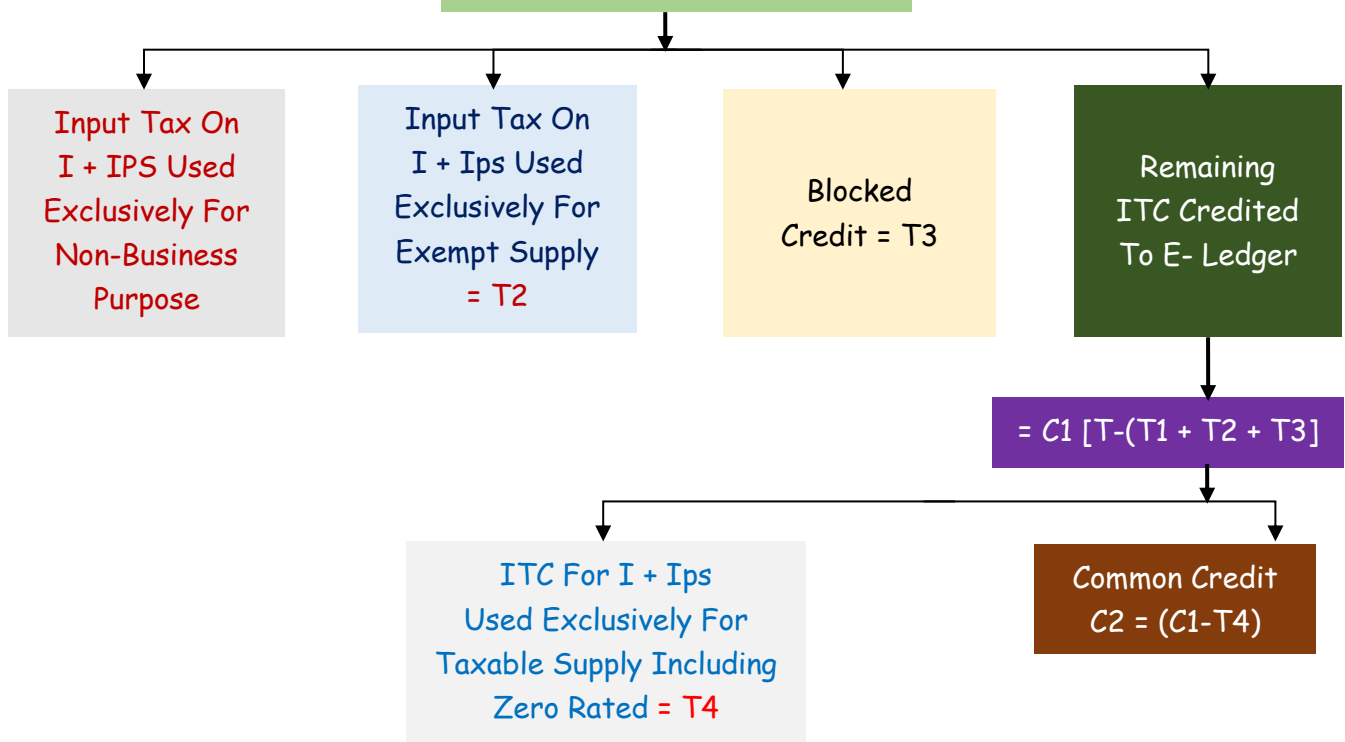 Input Tax On
I + IPS Used
Exclusively For
Non-Business
Purpose
Input Tax On
I + Ips Used
Exclusively For
Exempt Supply
= T2
Blocked
Credit = T3
Remaining
ITC Credited
To E- Ledger
= C1 [T-(T1 + T2 + T3]
ITC For I + Ips
Used Exclusively For
Taxable Supply Including
Zero Rated = T4
Common Credit
C2 = (C1-T4)